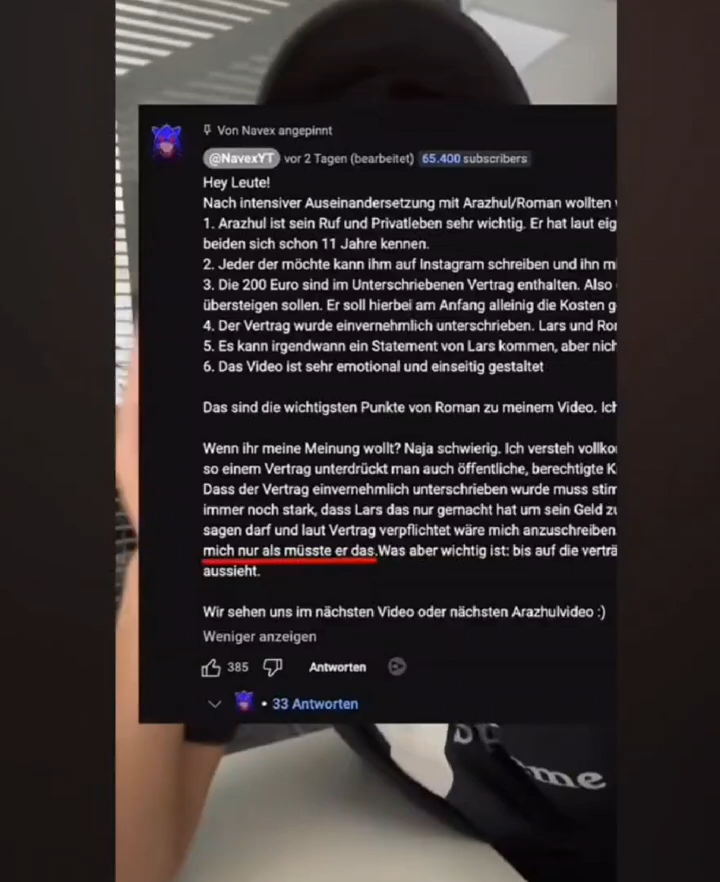 Von Navex angepinnt
@NavexYT vor 2 Tagen (bearbeitet) 65.400 subscribers
Hey Leute!
Nach intensiver Auseinandersetzung mit Arazhul/Roman wollten
1. Arazhul ist sein Ruf und Privatleben sehr wichtig. Er hat laut eig
beiden sich schon 11 Jahre kennen.
2. Jeder der möchte kann ihm auf Instagram schreiben und ihn m
3. Die 200 Euro sind im Unterschriebenen Vertrag enthalten. Also
übersteigen sollen. Er soll hierbei am Anfang alleinig die Kosten g
4. Der Vertrag wurde einvernehmlich unterschrieben. Lars und Ror
5. Es kann irgendwann ein Statement von Lars kommen, aber nich
6. Das Video ist sehr emotional und einseitig gestaltet
Das sind die wichtigsten Punkte von Roman zu meinem Video. Ich
Wenn ihr meine Meinung wollt? Naja schwierig. Ich versteh vollko
so einem Vertrag unterdrückt man auch öffentliche, berechtigte K
Dass der Vertrag einvernehmlich unterschrieben wurde muss stim
immer noch stark, dass Lars das nur gemacht hat um sein Geld zu
sagen darf und laut Vertrag verpflichtet wäre mich anzuschreiben.
mich nur als müsste er das.Was aber wichtig ist: bis auf die verträ
aussieht.
Wir sehen uns im nächsten Video oder nächsten Arazhulvideo :)
Weniger anzeigen
385 Antworten
• 33 Antworten
me